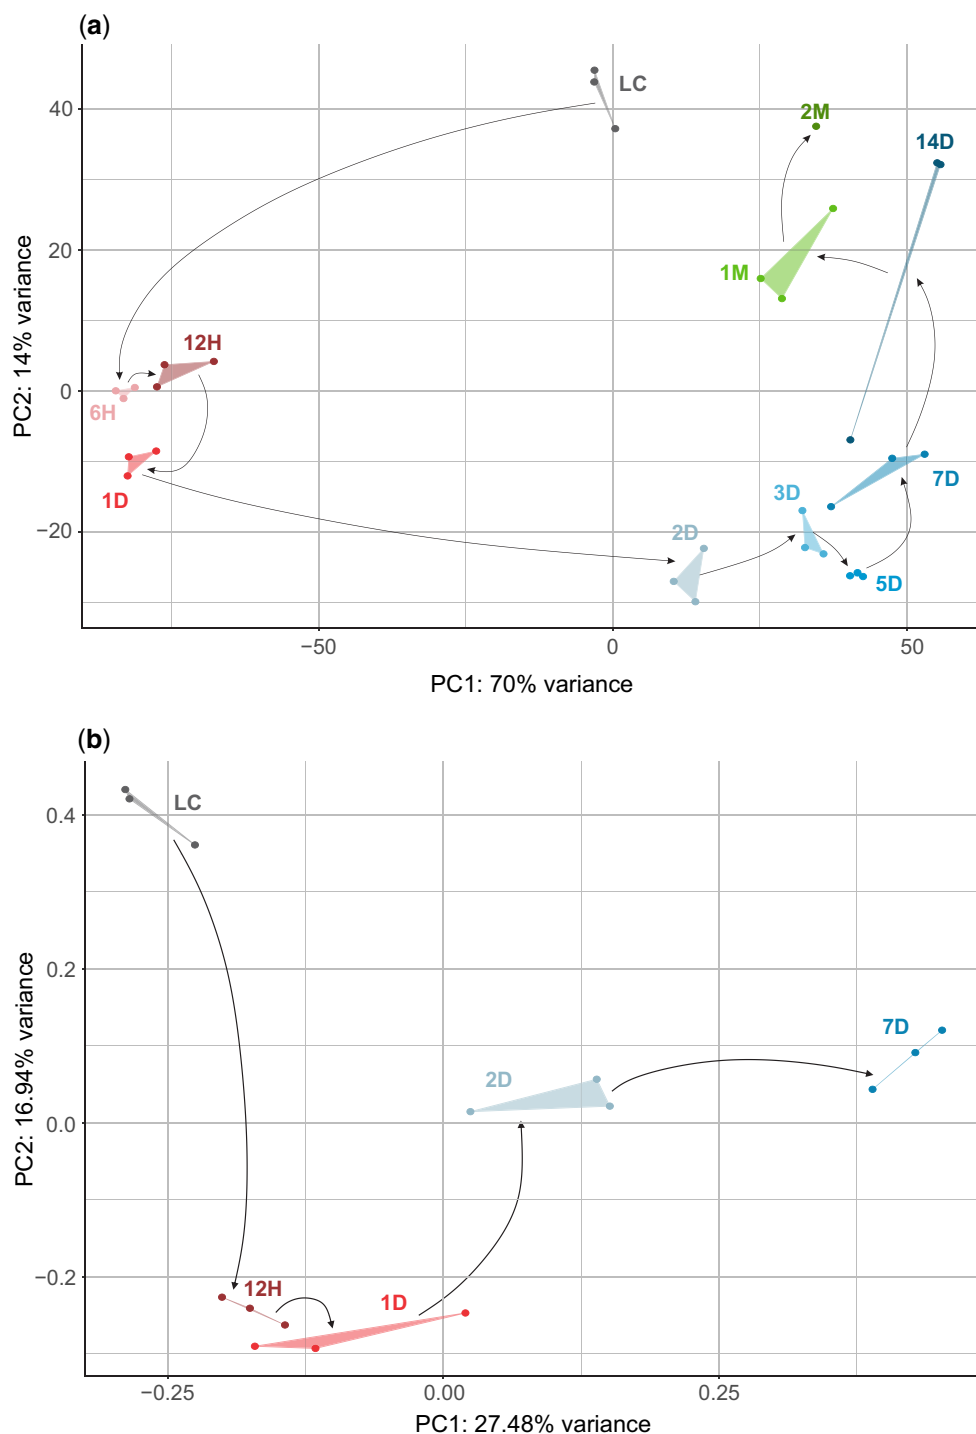 (a)
LC
2M
14D
40
20
1M
12H
0
6H
1D
3D
7D
2D
−20
5D
−50
0
50
PC2: 14% variance
PC1: 70% variance
(b)
LC
0.4
0.2
7D
2D
0.0
12H
1D
−0.2
−0.25
0.00
0.25
PC2: 16.94% variance
PC1: 27.48% variance